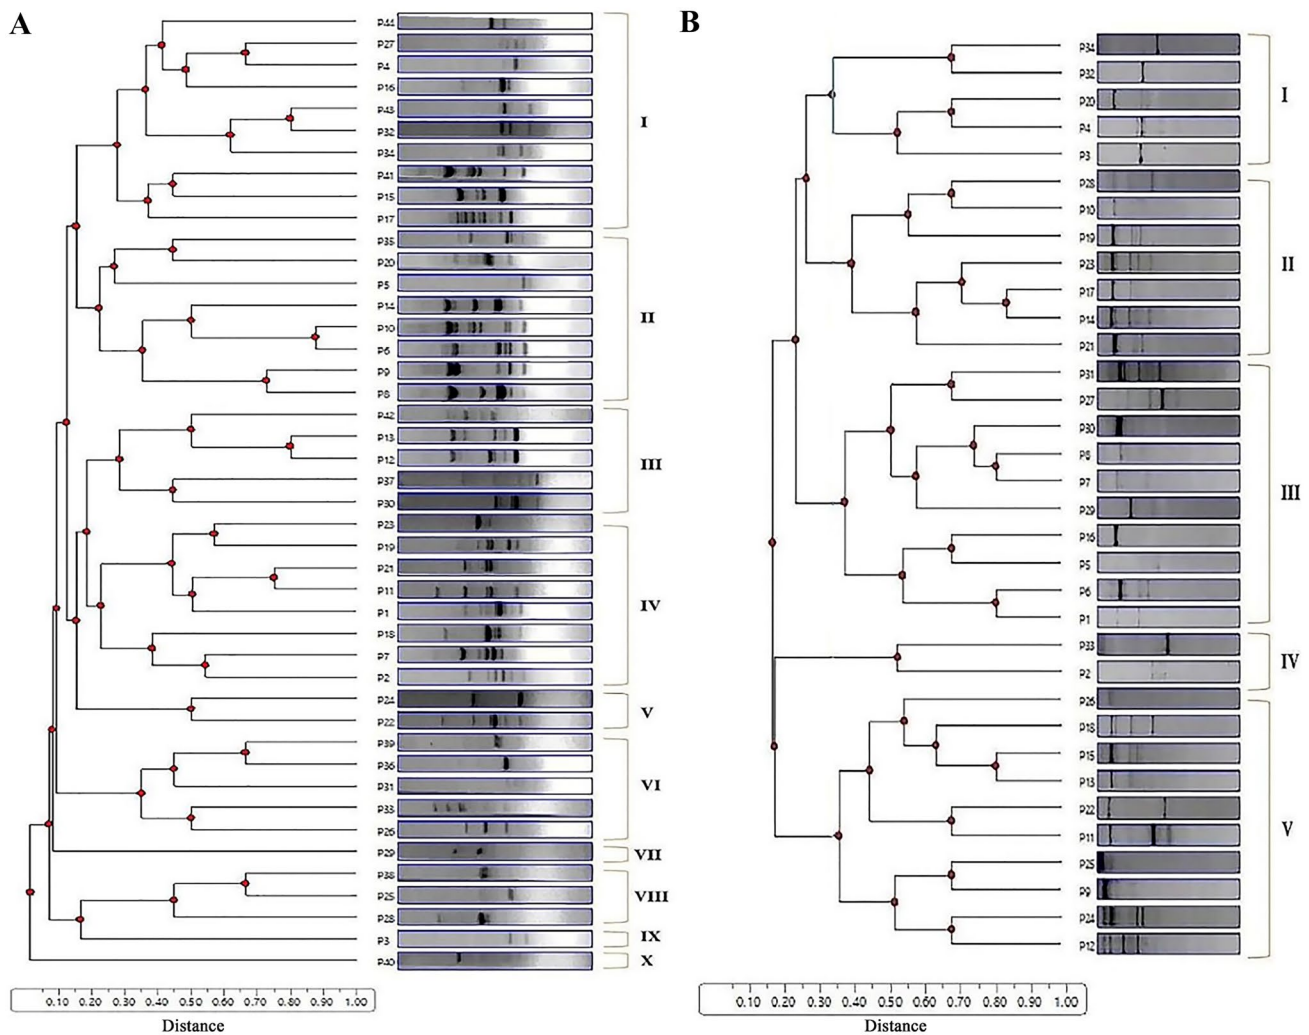 A
P44
P27
P4
P16
P43
P32
P34
P41
P15
P17
I
P35
P20
P5
P14
P10
P6
P9
P8
II
P42
P13
P12
P37
P30
III
P23
P19
P21
P11
P1
P18
P7
P2
IV
P24
P22
V
P39
P36
P31
P33
P26
VI
P29
VII
P38
P25
P28
VIII
P3
IX
P40
X
0.10 0.20 0.30 0.40 0.50 0.60 0.70 0.80 0.90 1.00
Distance
B
P34
P32
P20
P4
P3
I
P28
P10
P19
P23
P17
P14
P21
II
P31
P27
P30
P8
P7
P29
P16
P5
P6
P1
III
P33
P2
IV
P26
P18
P15
P13
P22
P11
P25
P9
P24
P12
V
0.10 0.20 0.30 0.40 0.50 0.60 0.70 0.80 0.90 1.00
Distance